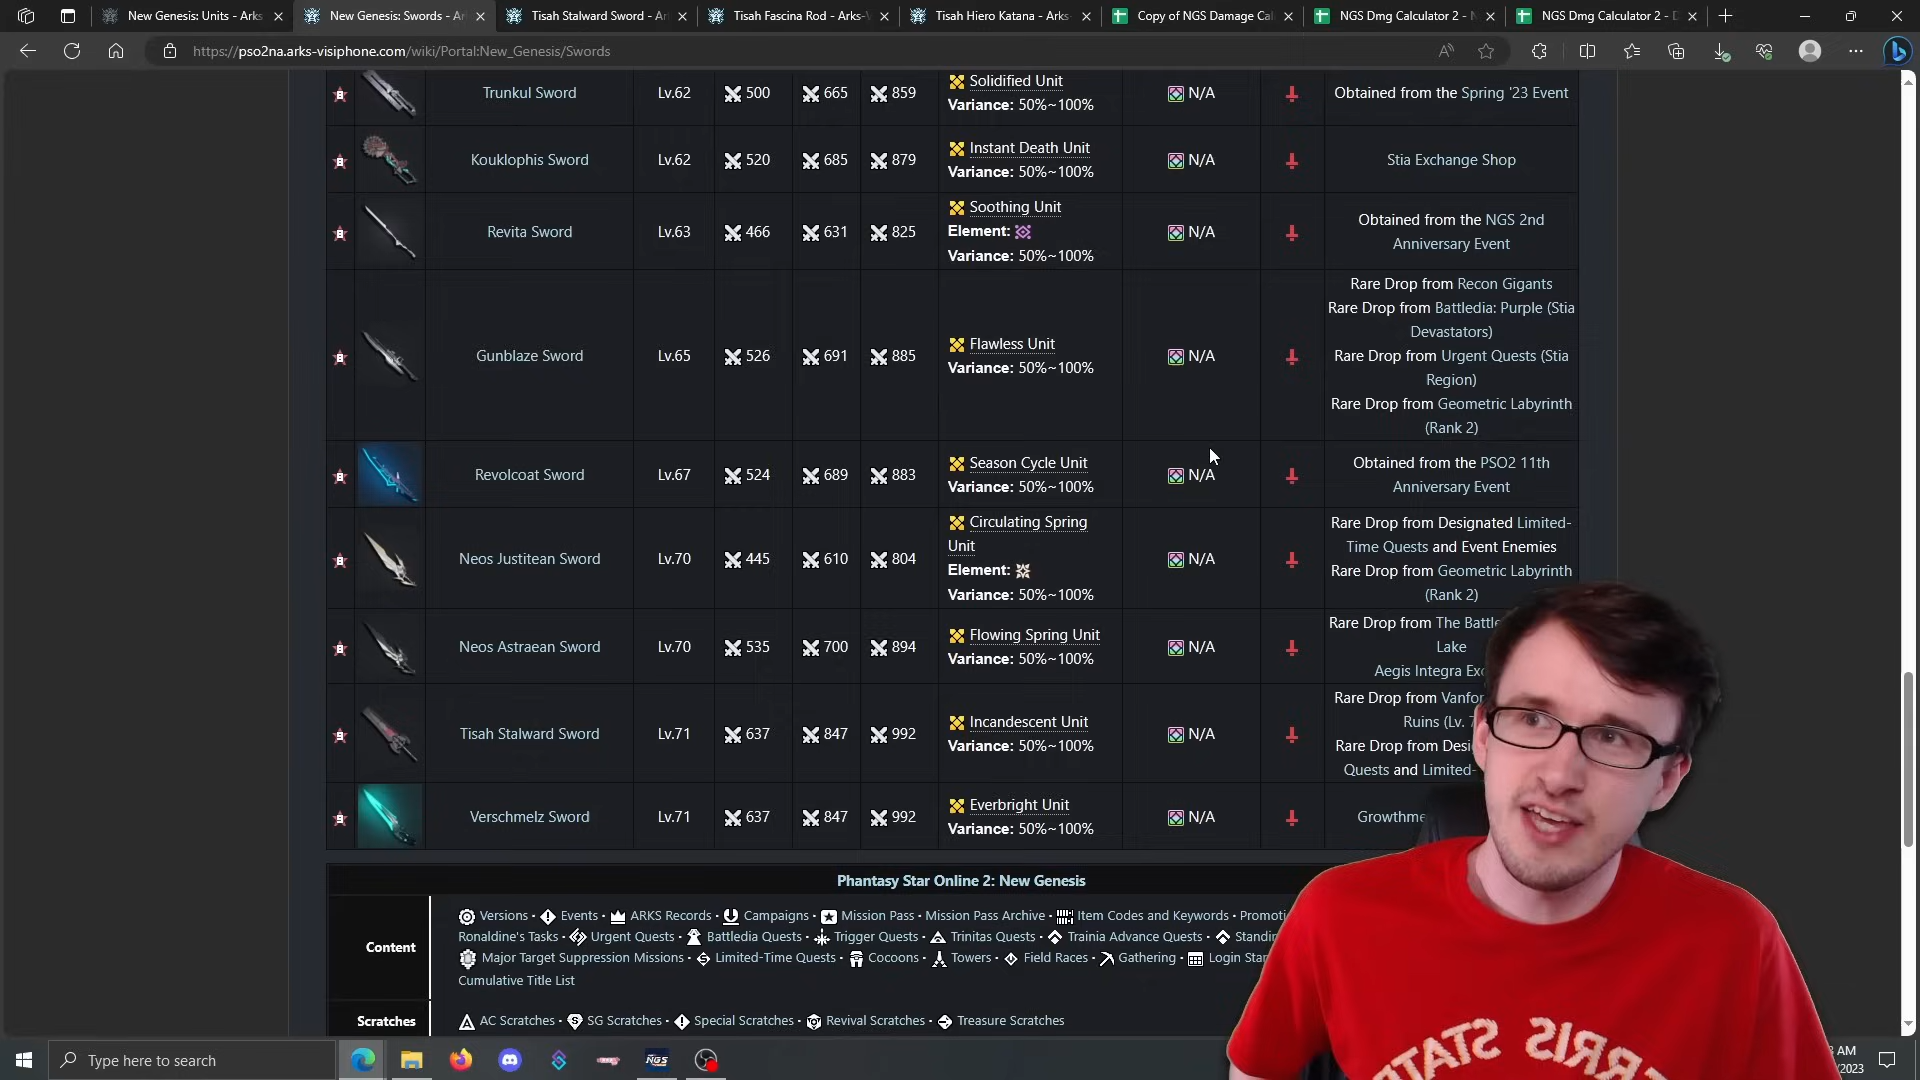 New Genesis: Units - Arks
New Genesis: Swords - Ar
Tisah Stalward Sword - Ar
Tisah Fascina Rod - Arks-V
Tisah Hiero Katana - Arks-
Copy of NGS Damage Cal
NGS Dmg Calculator 2 - N
NGS Dmg Calculator 2 - D
https://pso2na.arks-visiphone.com/wiki/Portal:New_Genesis/Swords
Trunkul Sword Lv.62 500 665 859 Solidified Unit
Variance: 50%~100%
N/A Obtained from the Spring '23 Event
8 Kouklophis Sword Lv.62 520 685 879 Instant Death Unit
Variance: 50%~100%
N/A Stia Exchange Shop
8 Revita Sword Lv.63 466 631 825 Soothing Unit
Element:
Variance: 50%~100%
N/A Obtained from the NGS 2nd
Anniversary Event
8 Gunblaze Sword Lv.65 526 691 885 Flawless Unit
Variance: 50%~100%
N/A Rare Drop from Recon Gigants
Rare Drop from Battledia: Purple (Stia
Devastators)
Rare Drop from Urgent Quests (Stia
Region)
Rare Drop from Geometric Labyrinth
(Rank 2)
8 Revolcoat Sword Lv.67 524 689 883 Season Cycle Unit
Variance: 50%~100%
N/A Obtained from the PSO2 11th
Anniversary Event
8 Neos Justitean Sword Lv.70 445 610 804 Circulating Spring
Unit
Element:
Variance: 50%~100%
N/A Rare Drop from Designated Limited-
Time Quests and Event Enemies
Rare Drop from Geometric Labyrinth
(Rank 2)
8 Neos Astraean Sword Lv.70 535 700 894 Flowing Spring Unit
Variance: 50%~100%
N/A Rare Drop from The Battle
Lake
Aegis Integra Ex
9 Tisah Stalward Sword Lv.71 637 847 992 Incandescent Unit
Variance: 50%~100%
N/A Rare Drop from Vanfor
Ruins (Lv. 7
Rare Drop from Desi
Quests and Limited-
9 Verschmelz Sword Lv.71 637 847 992 Everbright Unit
Variance: 50%~100%
N/A Growthme
Phantasy Star Online 2: New Genesis
Content
Versions • Events • ARKS Records • Campaigns • Mission Pass • Mission Pass Archive • Item Codes and Keywords • Promoti
Ronaldine's Tasks • Urgent Quests • Battledia Quests • Trigger Quests • Trinitas Quests • Trainia Advance Quests • Standin
Major Target Suppression Missions • Limited-Time Quests • Cocoons • Towers • Field Races • Gathering • Login Star
Cumulative Title List
Scratches
AC Scratches • SG Scratches • Special Scratches • Revival Scratches • Treasure Scratches
Type here to search
NGS
AM
/2023